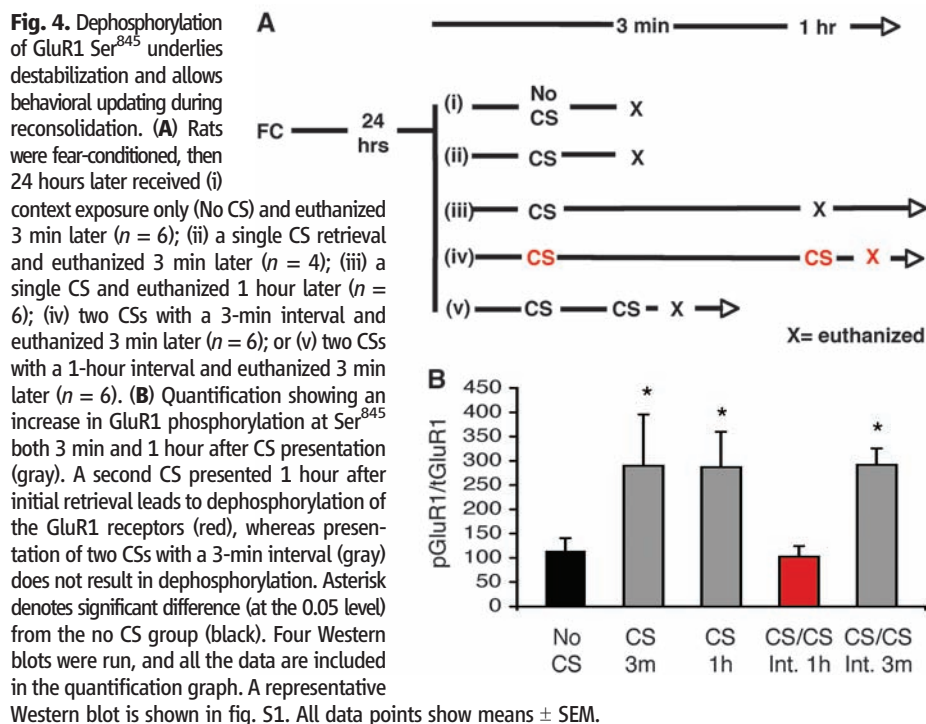 Fig. 4. Dephosphorylation
of GluR1 Ser845 underlies
destabilization and allows
behavioral updating during
reconsolidation. (A) Rats
were fear-conditioned, then
24 hours later received (i)
context exposure only (No CS) and euthanized
3 min later (n = 6); (ii) a single CS retrieval
and euthanized 3 min later (n = 4); (iii) a
single CS and euthanized 1 hour later (n =
6); (iv) two CSs with a 3-min interval and
euthanized 3 min later (n = 6); or (v) two CSs
with a 1-hour interval and euthanized 3 min
later (n = 6). (B) Quantification showing an
increase in GluR1 phosphorylation at Ser845
both 3 min and 1 hour after CS presentation
(gray). A second CS presented 1 hour after
initial retrieval leads to dephosphorylation of
the GluR1 receptors (red), whereas presen-
tation of two CSs with a 3-min interval (gray)
does not result in dephosphorylation. Asterisk
denotes significant difference (at the 0.05 level)
from the no CS group (black). Four Western
blots were run, and all the data are included
in the quantification graph. A representative
Western blot is shown in fig. S1. All data points show means ± SEM.
A
3 min 1 hr
FC 24 hrs
(i) No CS X
(ii) CS X
(iii) CS X
(iv) CS CS X
(v) CS CS X
X= euthanized
B
pGluR1/tGluR1
450
400
350
300
250
200
150
100
50
0
* * *
No CS
CS 3m
CS 1h
CS/CS Int. 1h
CS/CS Int. 3m